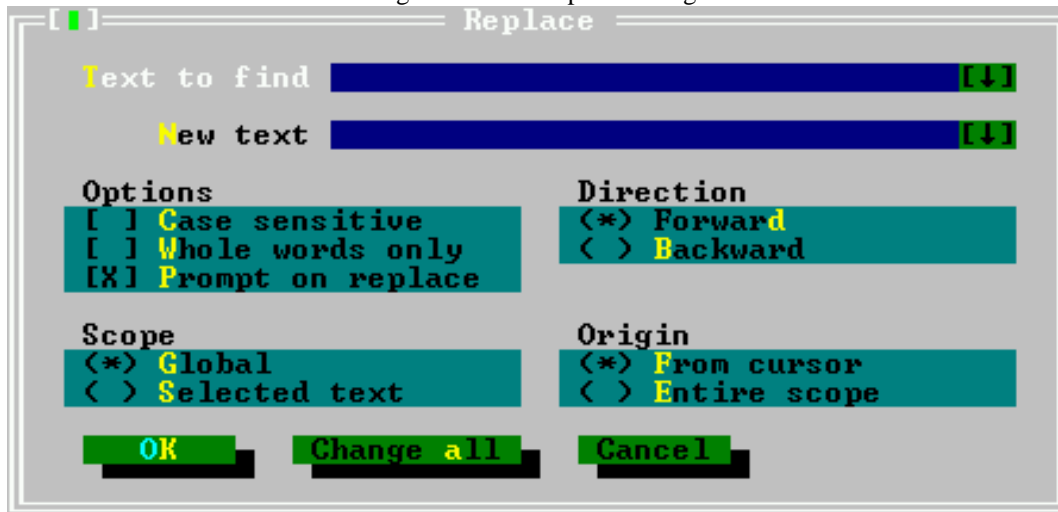 [■] Replace
Text to find [↓]
New text [↓]
Options
[ ] Case sensitive
[ ] Whole words only
[X] Prompt on replace
Direction
(*) Forward
( ) Backward
Scope
(*) Global
( ) Selected text
Origin
(*) From cursor
( ) Entire scope
OK Change all Cancel